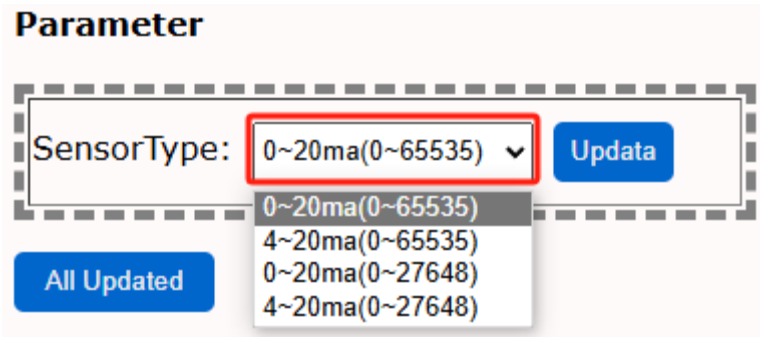 Parameter
SensorType: 0~20ma(0~65535) Updata
0~20ma(0~65535)
4~20ma(0~65535)
0~20ma(0~27648)
4~20ma(0~27648)
All Updated